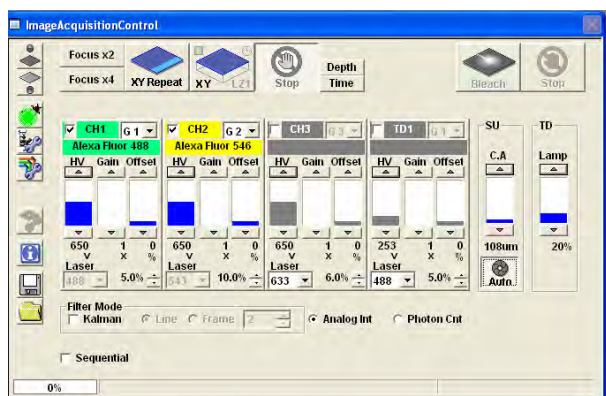 ImageAcquisitionControl
Focus x2
Focus x4
XY Repeat
XY
LZ1
Stop
Depth
Time
Bleach
Stop
CH1 G 1
Alexa Fluor 488
HV Gain Offset
650 1 0
V x %
Laser
488 5.0%
CH2 G 2
Alexa Fluor 546
HV Gain Offset
650 1 0
V x %
Laser
543 10.0%
CH3 G 3
HV Gain Offset
650 1 0
V x %
Laser
633 6.0%
TD1 G 1
HV Gain Offset
253 1 0
V x %
Laser
488 5.0%
SU
C.A
108um
Auto
TD
Lamp
20%
Filter Mode
Kalman Line Frame 2 Analog Int Photon Cnt
Sequential
0%